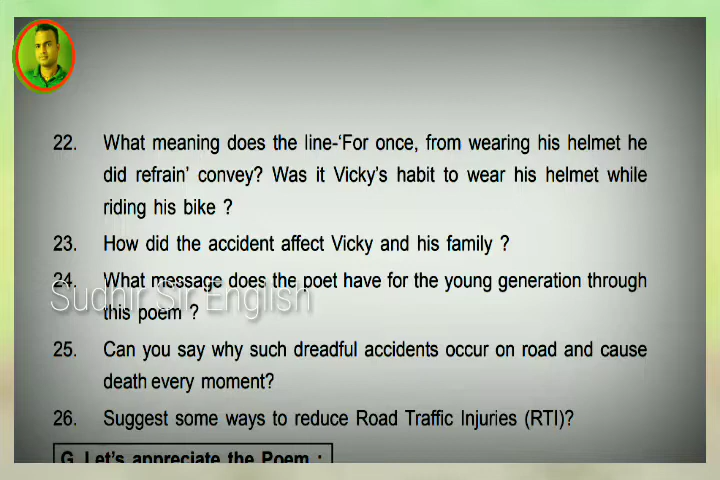 22. What meaning does the line-'For once, from wearing his helmet he
did refrain' convey? Was it Vicky's habit to wear his helmet while
riding his bike ?
23. How did the accident affect Vicky and his family ?
24. What message does the poet have for the young generation through
Sudhir Sir English
this poem ?
25. Can you say why such dreadful accidents occur on road and cause
death every moment?
26. Suggest some ways to reduce Road Traffic Injuries (RTI)?
G. Let's appreciate the Poem :